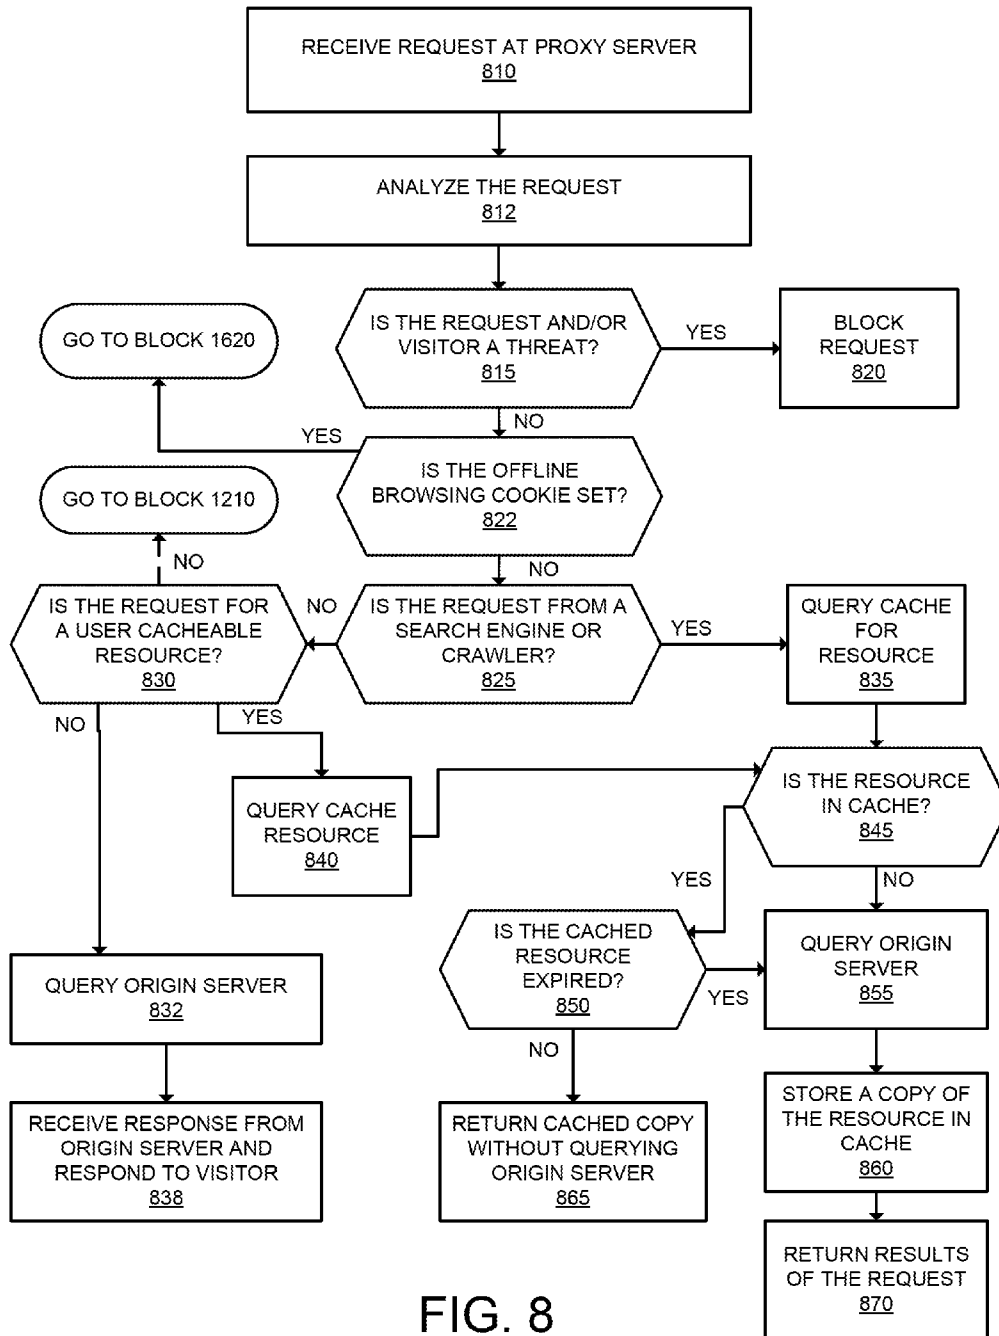 RECEIVE REQUEST AT PROXY SERVER
810
ANALYZE THE REQUEST
812
IS THE REQUEST AND/OR
VISITOR A THREAT?
815
YES
BLOCK
REQUEST
820
GO TO BLOCK 1620
NO
YES
IS THE OFFLINE
BROWSING COOKIE SET?
822
GO TO BLOCK 1210
NO
NO
IS THE REQUEST FOR
A USER CACHEABLE
RESOURCE?
830
NO
IS THE REQUEST FROM A
SEARCH ENGINE OR
CRAWLER?
825
YES
QUERY CACHE
FOR
RESOURCE
835
NO
YES
QUERY CACHE
RESOURCE
840
IS THE RESOURCE
IN CACHE?
845
YES
NO
IS THE CACHED
RESOURCE
EXPIRED?
850
YES
QUERY ORIGIN
SERVER
855
QUERY ORIGIN SERVER
832
NO
RECEIVE RESPONSE FROM
ORIGIN SERVER AND
RESPOND TO VISITOR
838
RETURN CACHED COPY
WITHOUT QUERYING
ORIGIN SERVER
865
STORE A COPY OF
THE RESOURCE IN
CACHE
860
RETURN RESULTS
OF THE REQUEST
870
FIG. 8